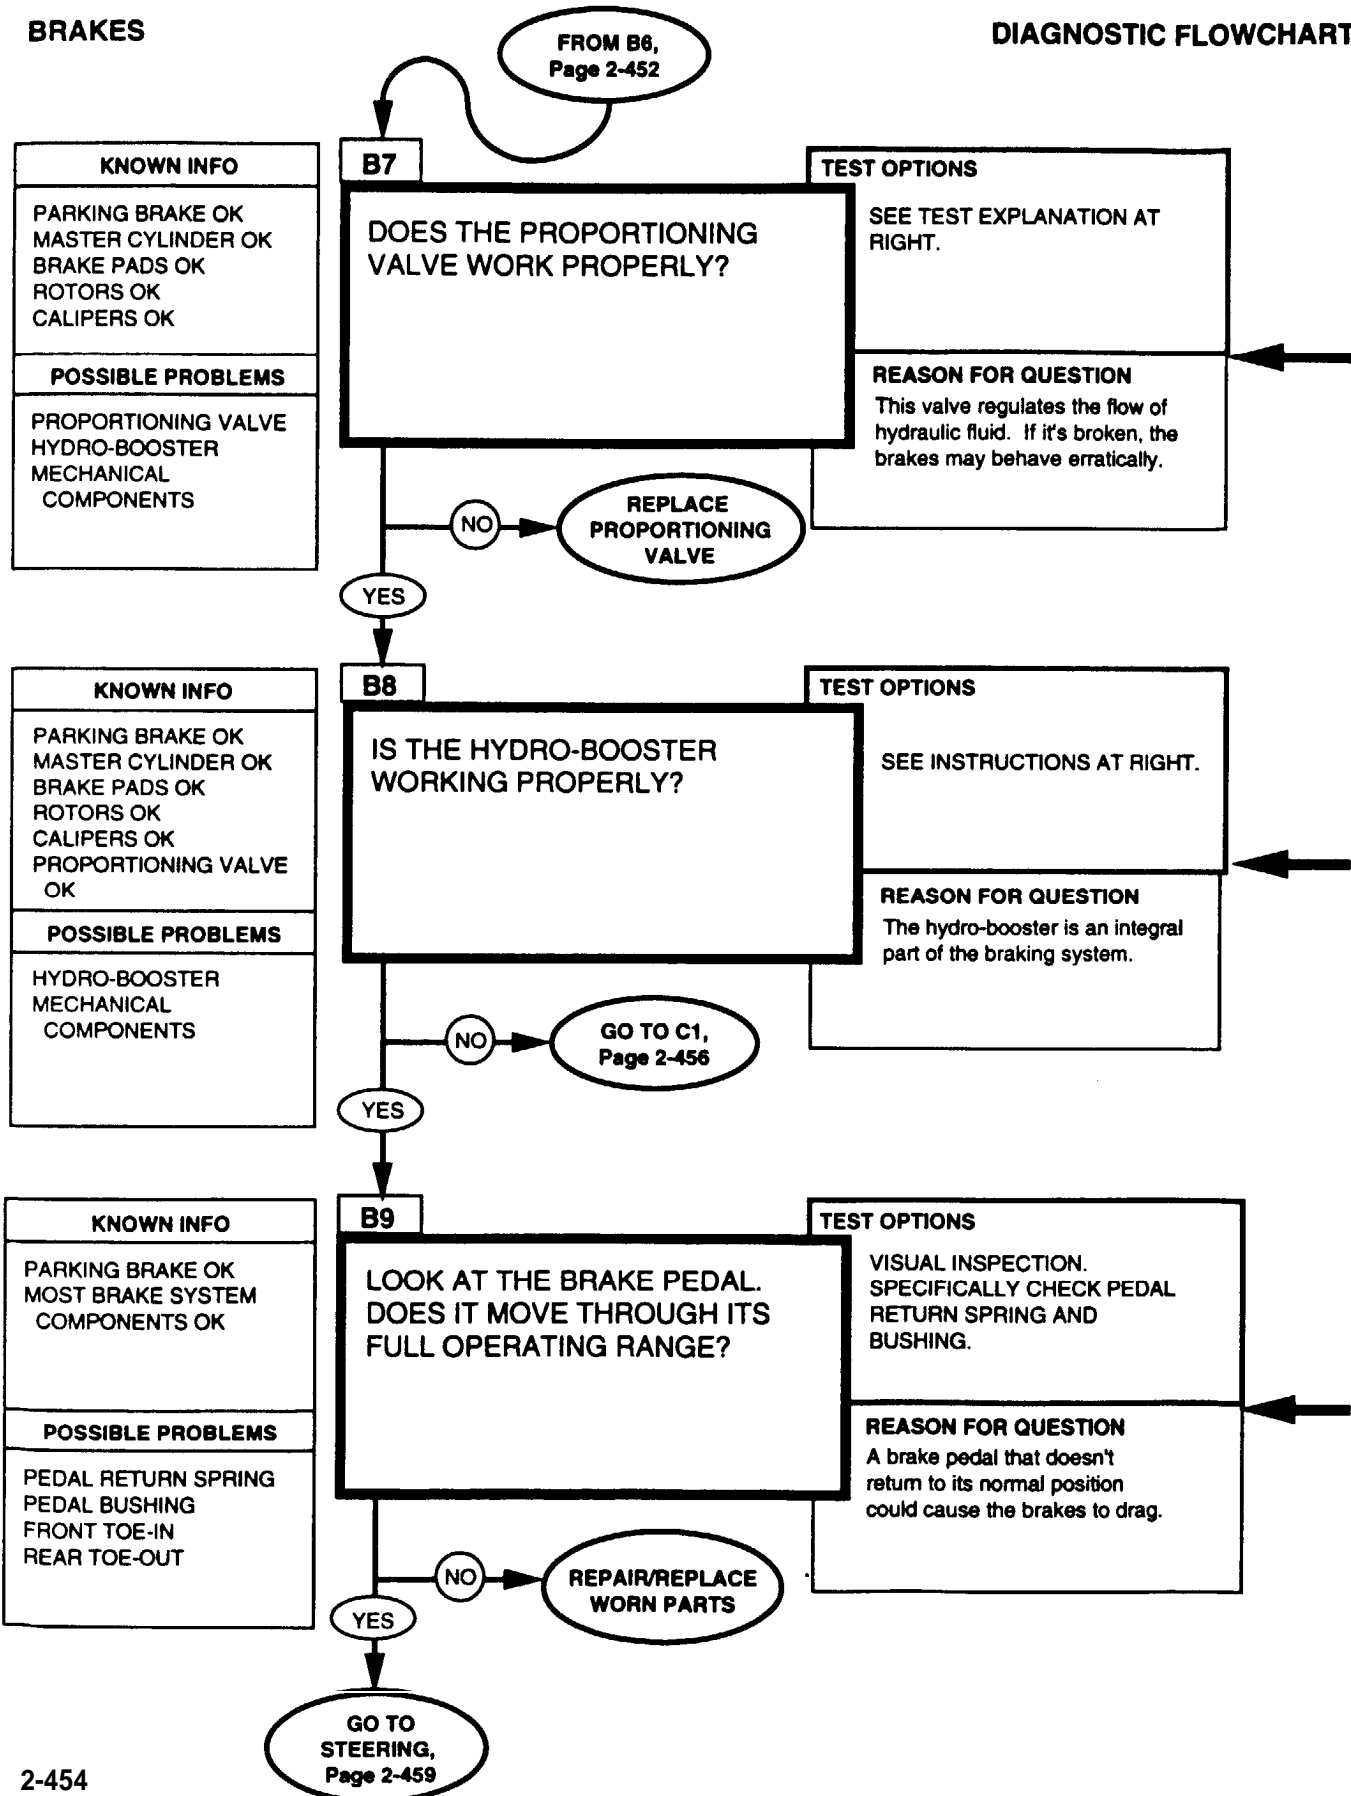 BRAKES
DIAGNOSTIC FLOWCHART
FROM B6,
Page 2-452
KNOWN INFO
PARKING BRAKE OK
MASTER CYLINDER OK
BRAKE PADS OK
ROTORS OK
CALIPERS OK
POSSIBLE PROBLEMS
PROPORTIONING VALVE
HYDRO-BOOSTER
MECHANICAL
COMPONENTS
B7
DOES THE PROPORTIONING
VALVE WORK PROPERLY?
TEST OPTIONS
SEE TEST EXPLANATION AT
RIGHT.
REASON FOR QUESTION
This valve regulates the flow of
hydraulic fluid. If it's broken, the
brakes may behave erratically.
NO
REPLACE
PROPORTIONING
VALVE
YES
KNOWN INFO
PARKING BRAKE OK
MASTER CYLINDER OK
BRAKE PADS OK
ROTORS OK
CALIPERS OK
PROPORTIONING VALVE
OK
POSSIBLE PROBLEMS
HYDRO-BOOSTER
MECHANICAL
COMPONENTS
B8
IS THE HYDRO-BOOSTER
WORKING PROPERLY?
TEST OPTIONS
SEE INSTRUCTIONS AT RIGHT.
REASON FOR QUESTION
The hydro-booster is an integral
part of the braking system.
NO
GO TO C1,
Page 2-456
YES
KNOWN INFO
PARKING BRAKE OK
MOST BRAKE SYSTEM
COMPONENTS OK
POSSIBLE PROBLEMS
PEDAL RETURN SPRING
PEDAL BUSHING
FRONT TOE-IN
REAR TOE-OUT
B9
LOOK AT THE BRAKE PEDAL.
DOES IT MOVE THROUGH ITS
FULL OPERATING RANGE?
TEST OPTIONS
VISUAL INSPECTION.
SPECIFICALLY CHECK PEDAL
RETURN SPRING AND
BUSHING.
REASON FOR QUESTION
A brake pedal that doesn't
return to its normal position
could cause the brakes to drag.
NO
REPAIR/REPLACE
WORN PARTS
YES
GO TO
STEERING,
Page 2-459
2-454